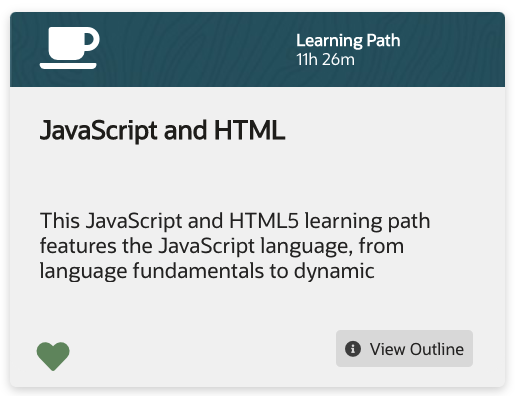 Learning Path
11h 26m
JavaScript and HTML
This JavaScript and HTML5 learning path
features the JavaScript language, from
language fundamentals to dynamic
View Outline